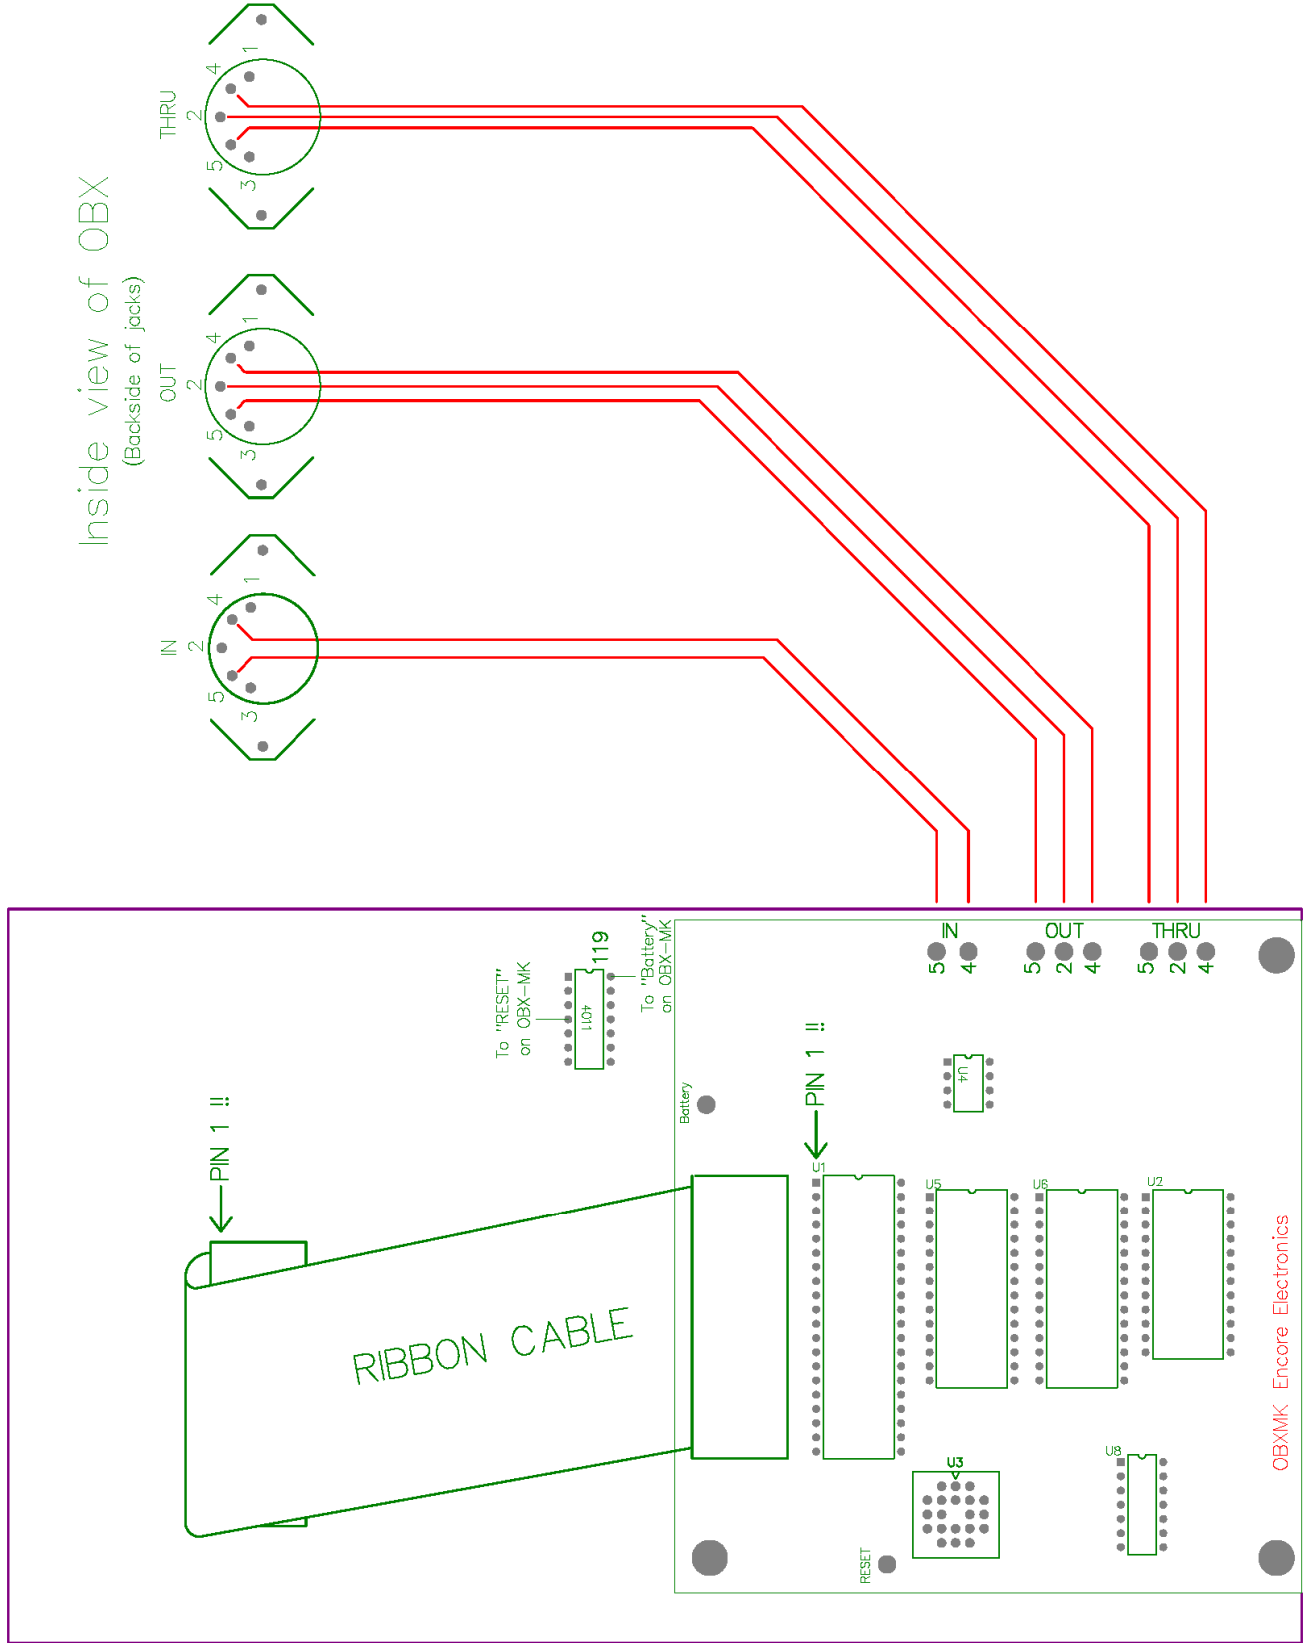 Inside view of OBX
(Backside of jacks)
THRU
1
4
2
5
3
OUT
1
4
2
5
3
IN
1
4
2
5
3
IN
OUT
THRU
5
4
5
2
4
5
2
4
119
To "Battery"
on OBX-MK
To "RESET"
on OBX-MK
4011
Battery
PIN 1 !!
PIN 1 !!
U4
U1
U5
U6
U2
RIBBON CABLE
OBXMK Encore Electronics
U3
U8
RESET